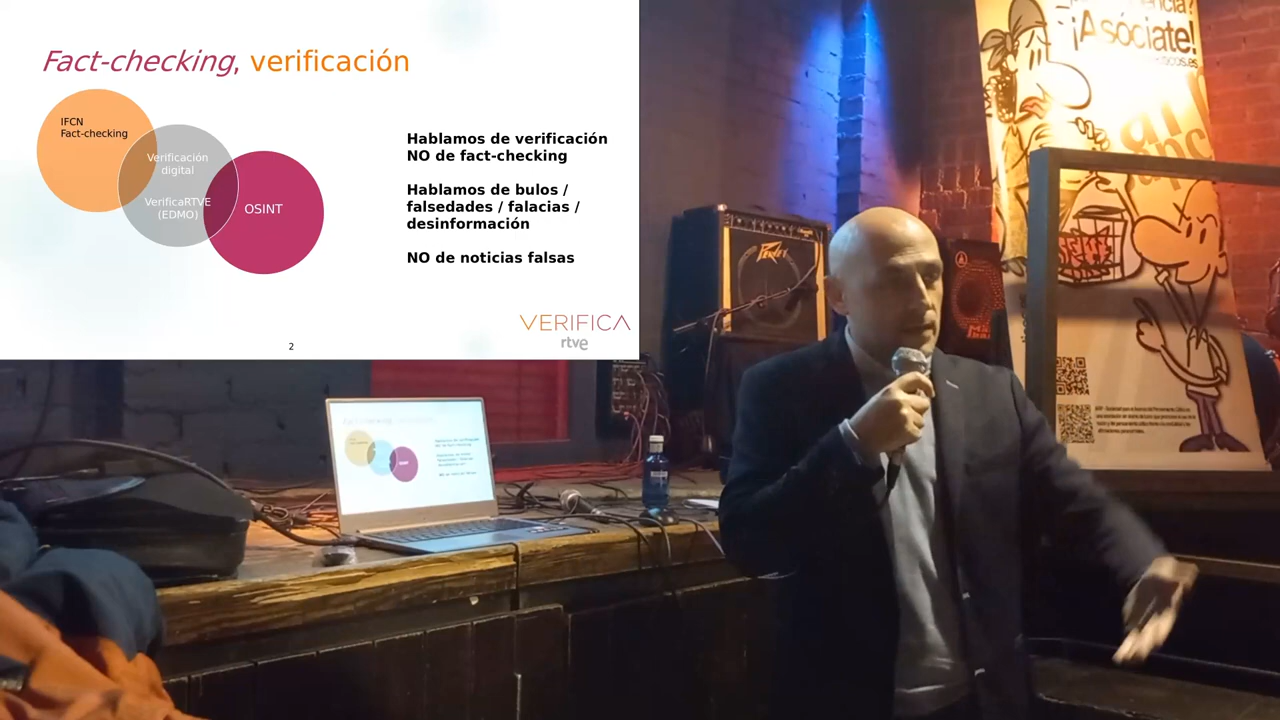 Fact-checking, verificación
IFCN
Fact-checking
Verificación
digital
VerificaRTVE
(EDMO)
OSINT
Hablamos de verificación
NO de fact-checking
Hablamos de bulos /
falsedades / falacias /
desinformación
NO de noticias falsas
VERIFICA
rtve
2
¡Asóciate!
PEAVEY